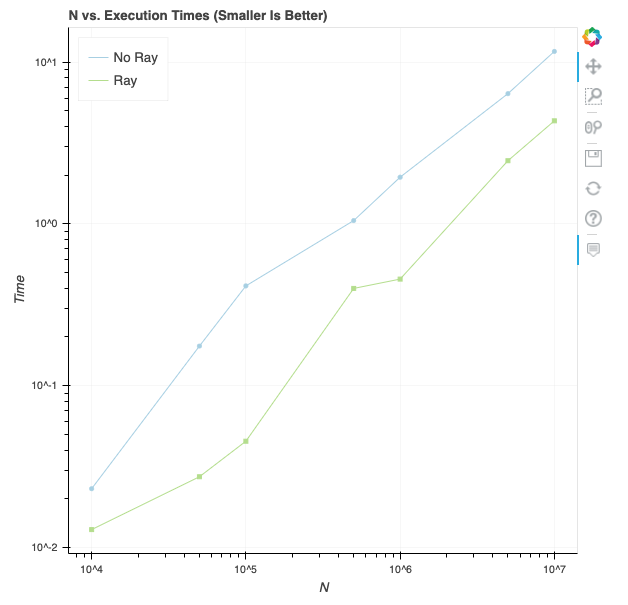 N vs. Execution Times (Smaller Is Better)
No Ray
Ray
10^1
10^0
10^-1
10^-2
Time
10^4
10^5
10^6
10^7
N